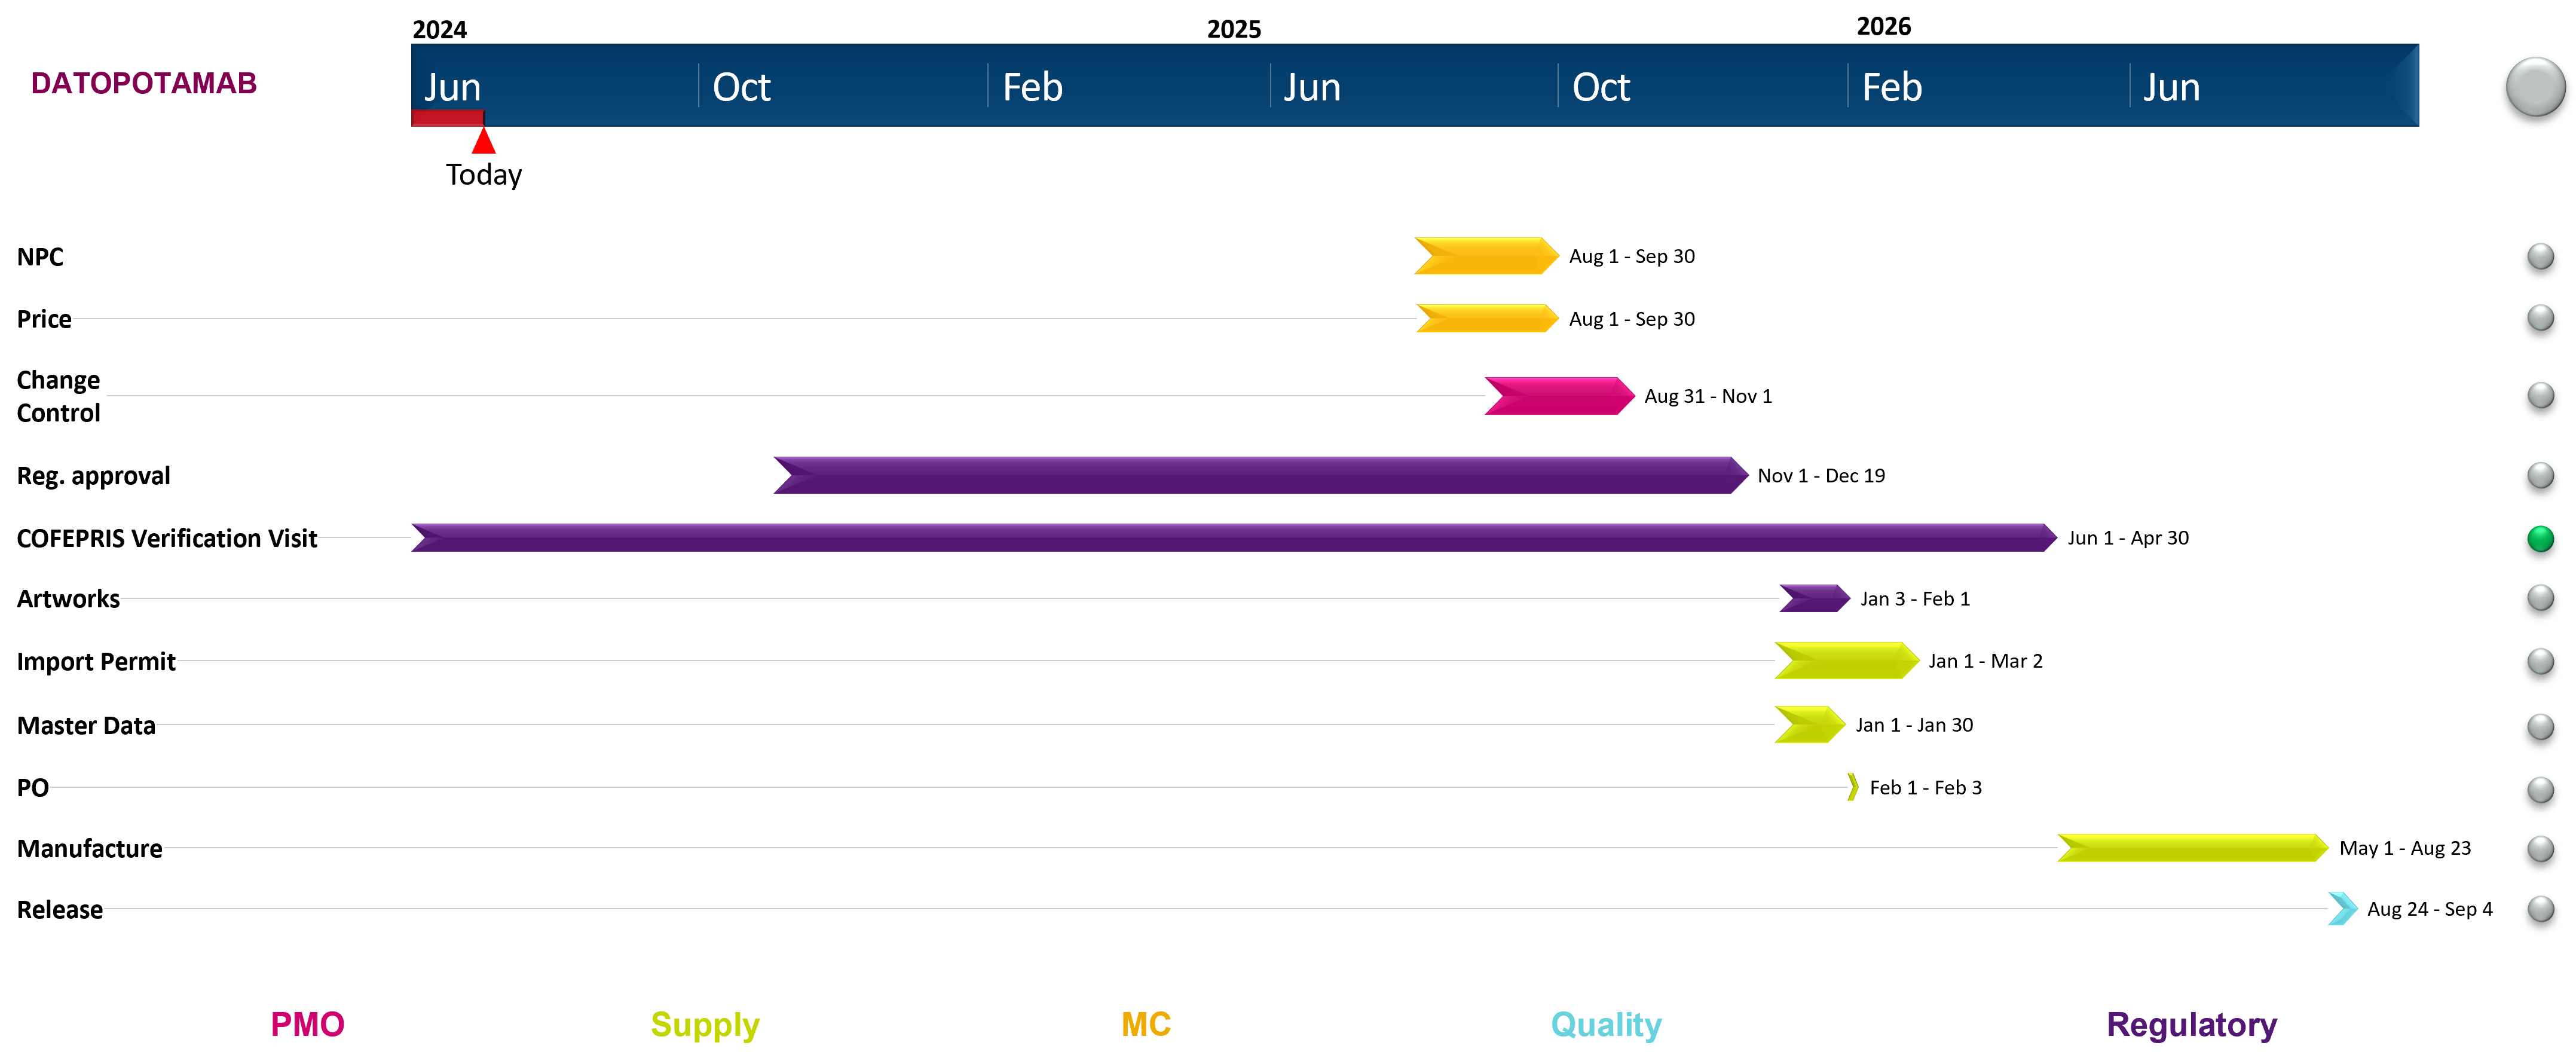 2024 2025 2026
DATOPOTAMAB
Jun Oct Feb Jun Oct Feb Jun
Today
NPC Aug 1 - Sep 30
Price Aug 1 - Sep 30
Change
Control Aug 31 - Nov 1
Reg. approval Nov 1 - Dec 19
COFEPRIS Verification Visit Jun 1 - Apr 30
Artworks Jan 3 - Feb 1
Import Permit Jan 1 - Mar 2
Master Data Jan 1 - Jan 30
PO Feb 1 - Feb 3
Manufacture May 1 - Aug 23
Release Aug 24 - Sep 4
PMO Supply MC Quality Regulatory